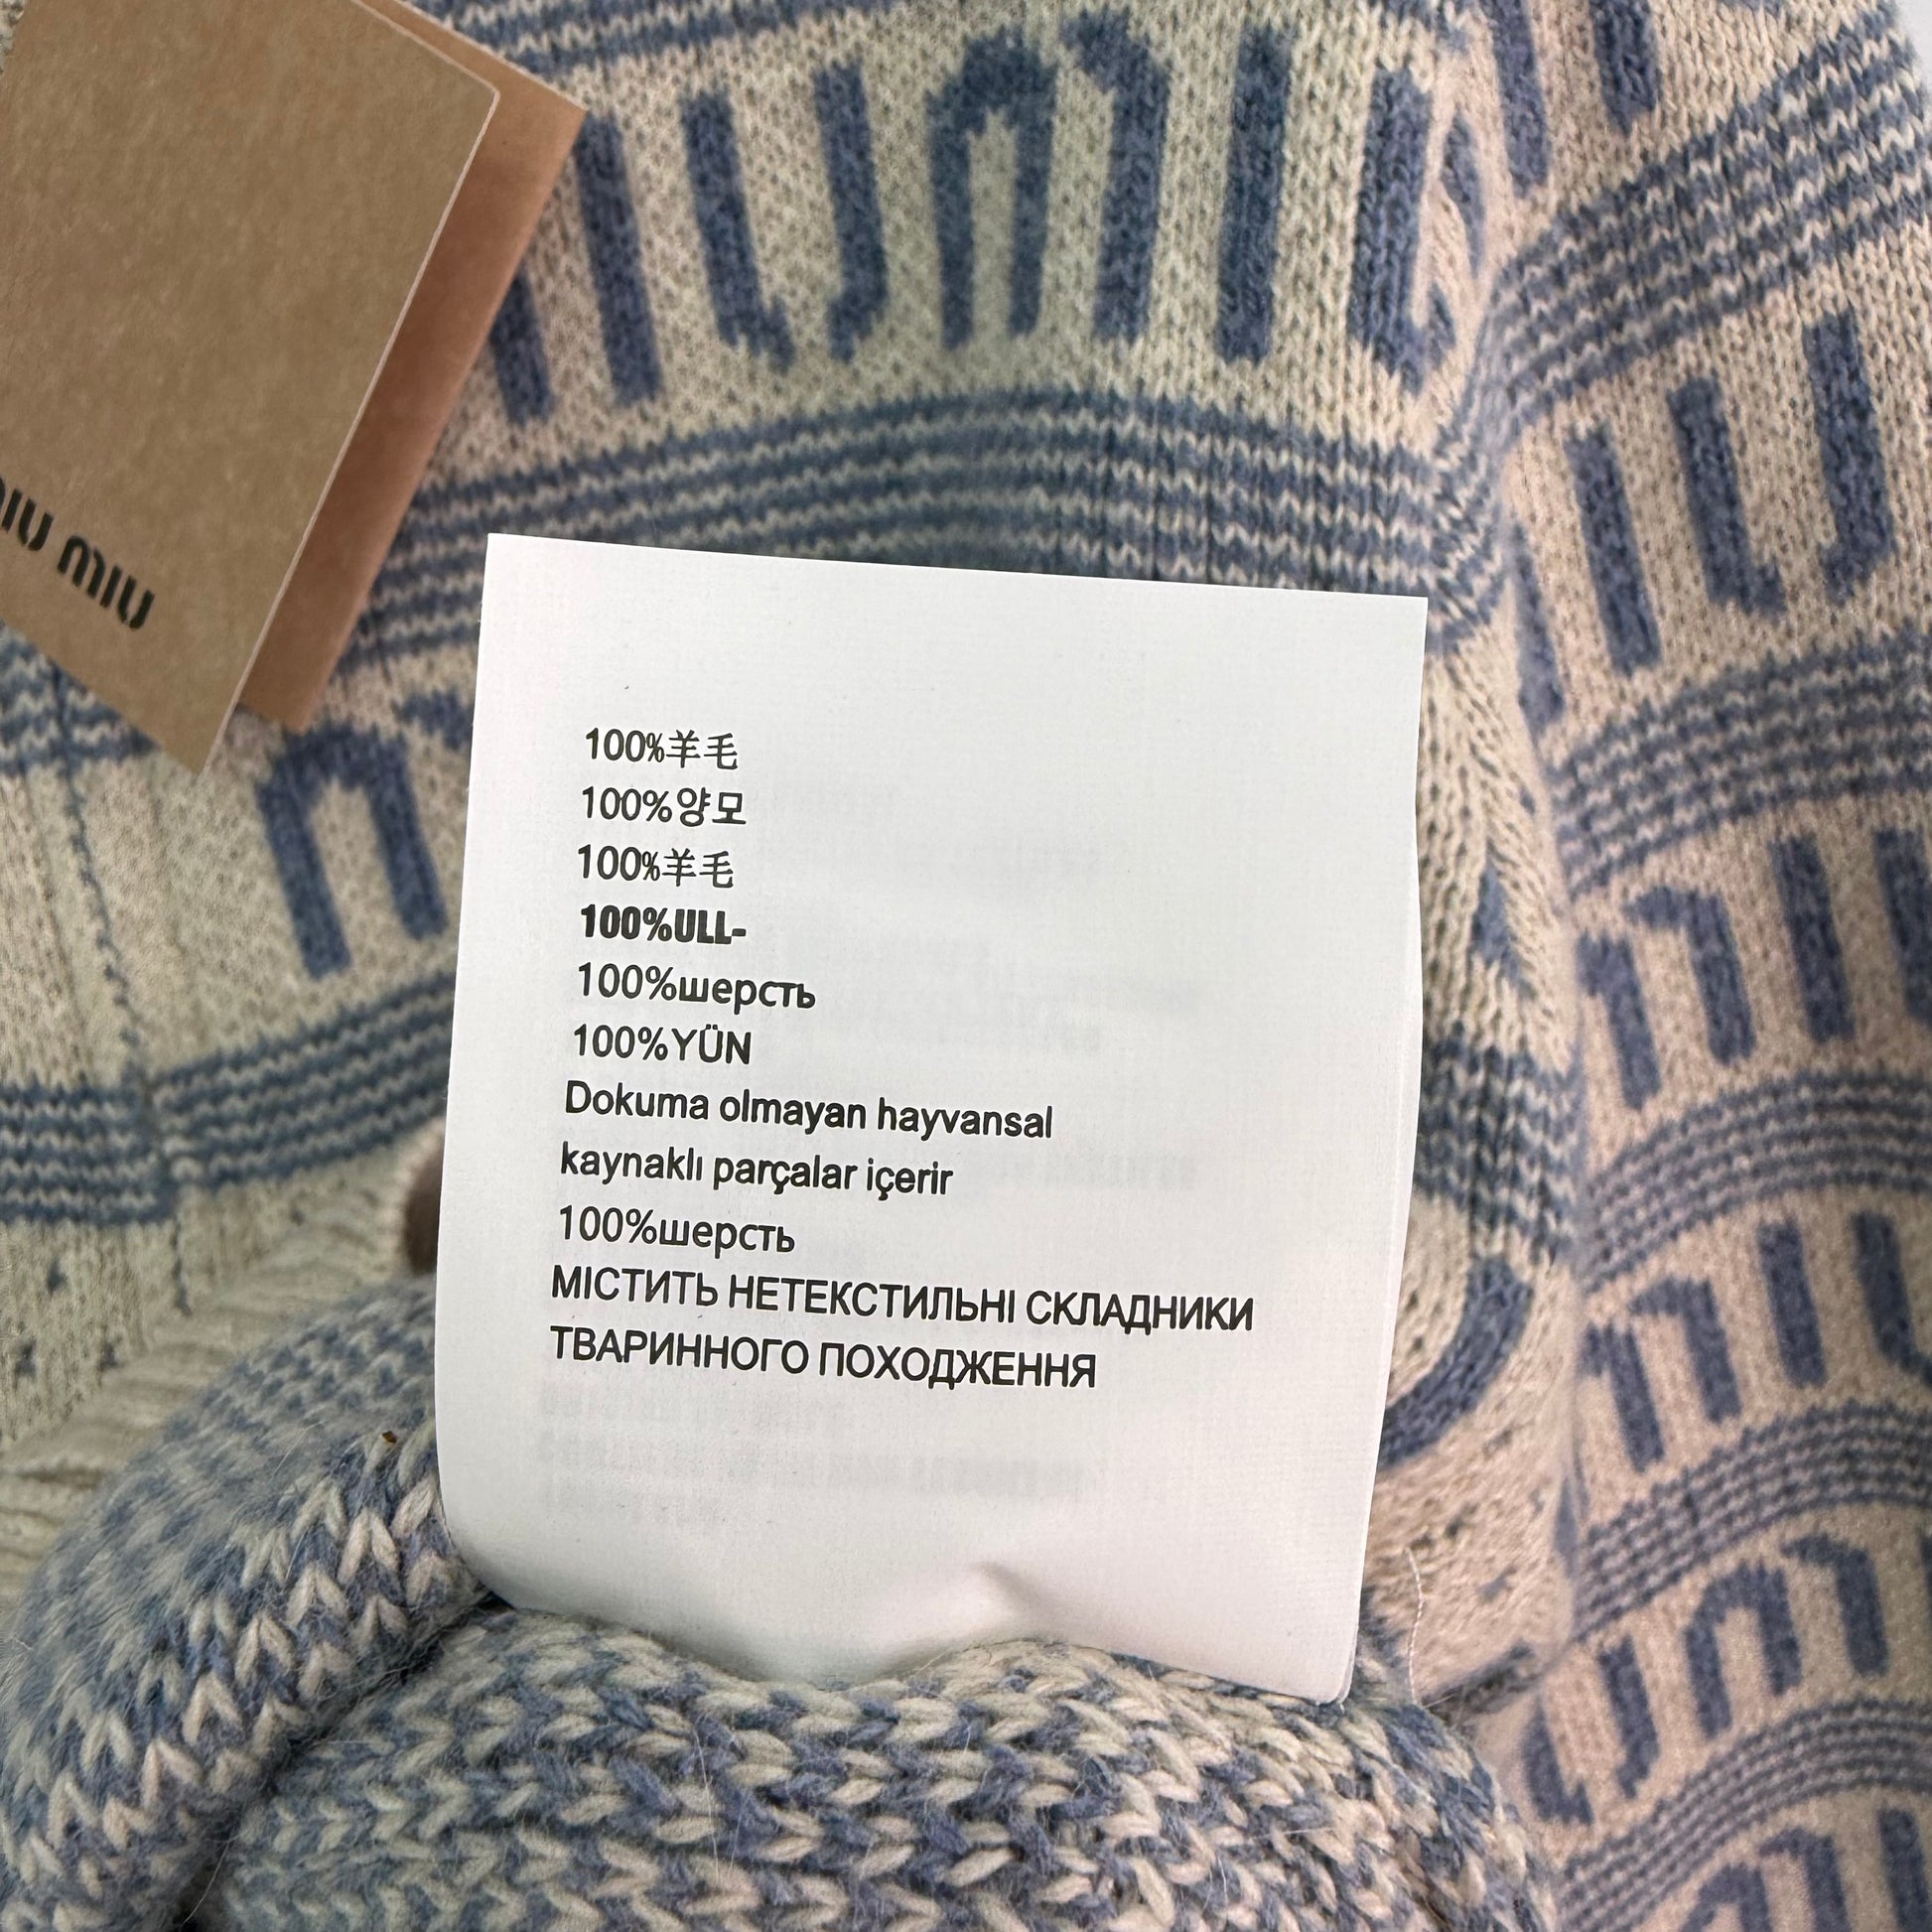 MIU MIU
100%羊毛
100%양모
100%羊毛
100%ULL-
100%шерсть
100%YÜN
Dokuma olmayan hayvansal
kaynaklı parçalar içerir
100%шерсть
МІСТИТЬ НЕТЕКСТИЛЬНІ СКЛАДНИКИ
ТВАРИННОГО ПОХОДЖЕННЯ